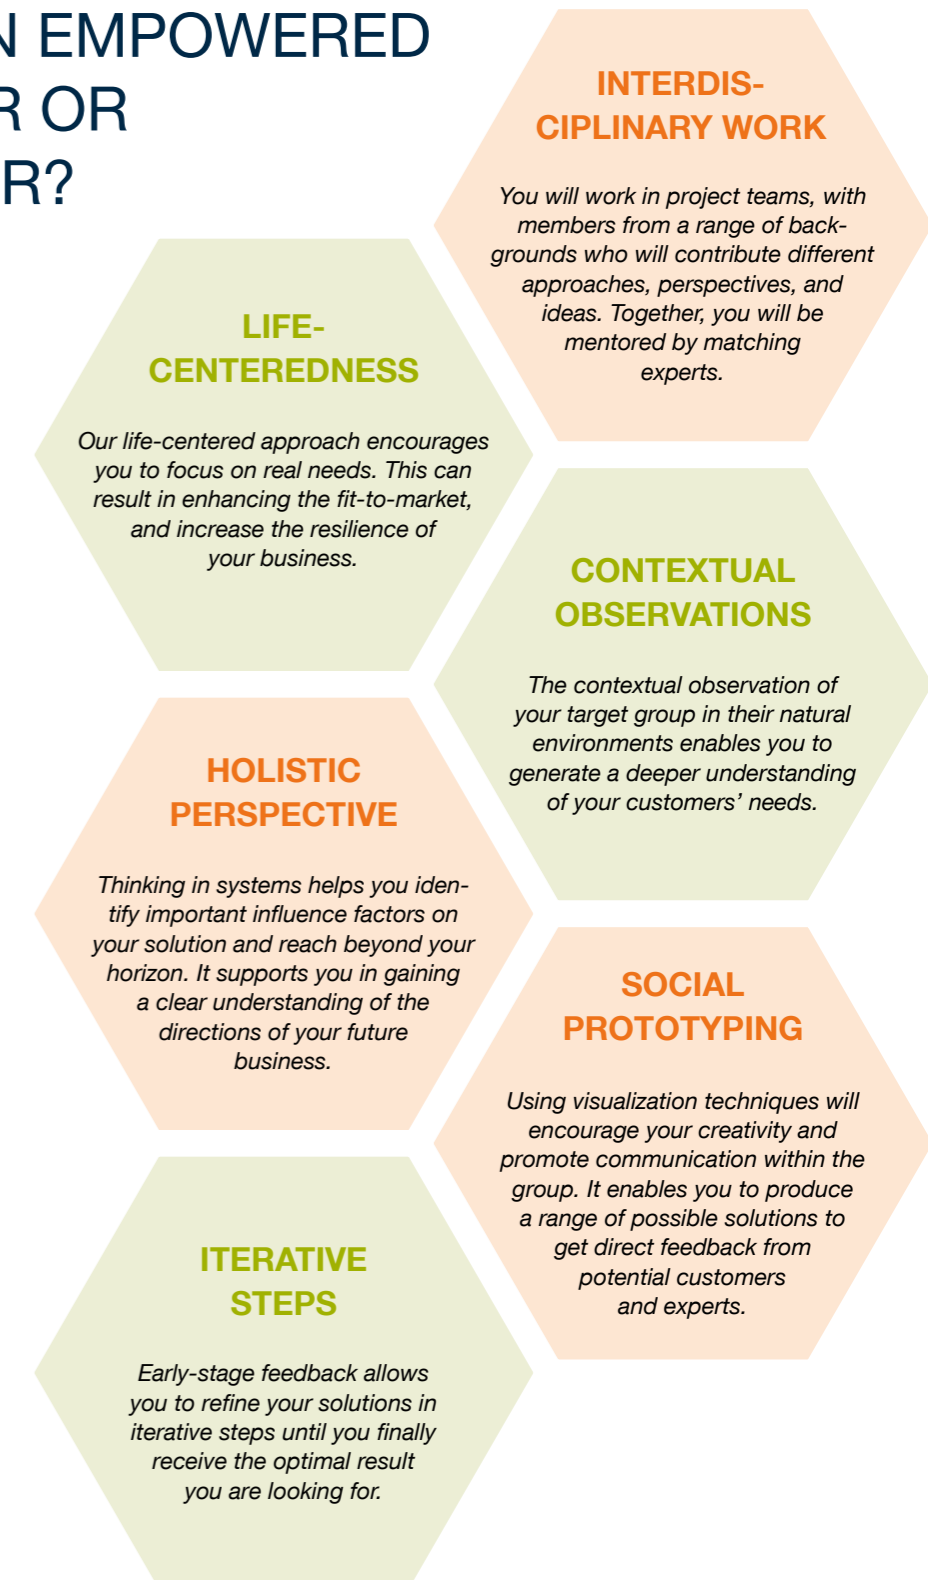 N EMPOWERED
R OR
R?
INTERDIS-
CIPLINARY WORK
You will work in project teams, with
members from a range of back-
grounds who will contribute different
approaches, perspectives, and
ideas. Together, you will be
mentored by matching
experts.
LIFE-
CENTEREDNESS
Our life-centered approach encourages
you to focus on real needs. This can
result in enhancing the fit-to-market,
and increase the resilience of
your business.
CONTEXTUAL
OBSERVATIONS
The contextual observation of
your target group in their natural
environments enables you to
generate a deeper understanding
of your customers’ needs.
HOLISTIC
PERSPECTIVE
Thinking in systems helps you iden-
tify important influence factors on
your solution and reach beyond your
horizon. It supports you in gaining
a clear understanding of the
directions of your future
business.
SOCIAL
PROTOTYPING
Using visualization techniques will
encourage your creativity and
promote communication within the
group. It enables you to produce
a range of possible solutions to
get direct feedback from
potential customers
and experts.
ITERATIVE
STEPS
Early-stage feedback allows
you to refine your solutions in
iterative steps until you finally
receive the optimal result
you are looking for.